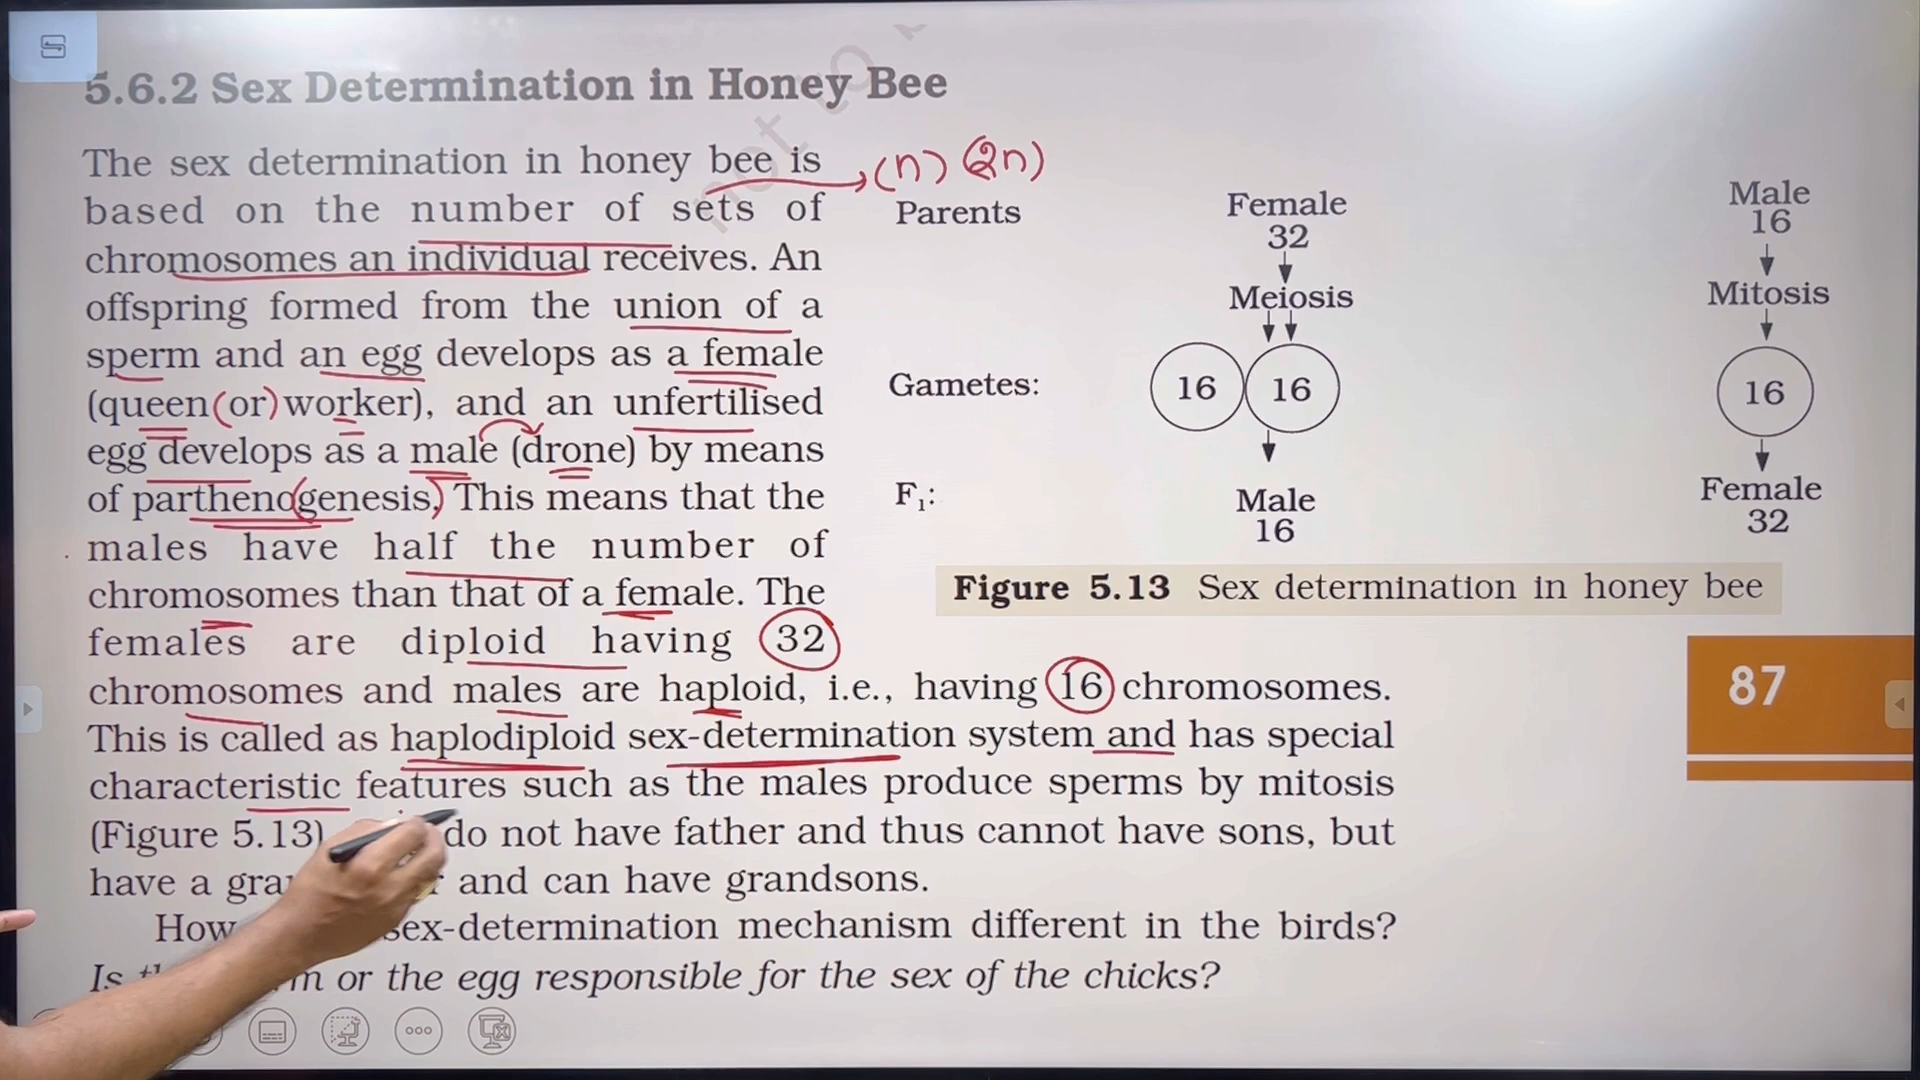 5.6.2 Sex Determination in Honey Bee
not to
The sex determination in honey bee is
(n) (2n)
based on the number of sets of
chromosomes an individual receives. An
offspring formed from the union of a
sperm and an egg develops as a female
(queen (or) worker), and an unfertilised
egg develops as a male (drone) by means
of parthenogenesis. This means that the
males have half the number of
chromosomes than that of a female. The
females are diploid having 32
chromosomes and males are haploid, i.e., having 16 chromosomes.
This is called as haplodiploid sex-determination system and has special
characteristic features such as the males produce sperms by mitosis
(Figure 5.13) do not have father and thus cannot have sons, but
have a and can have grandsons.
How sex-determination mechanism different in the birds?
Is or the egg responsible for the sex of the chicks?
Parents
Female
32
Meiosis
Male
16
Mitosis
Gametes:
16 16
16
F₁:
Male
16
Female
32
Figure 5.13 Sex determination in honey bee
87